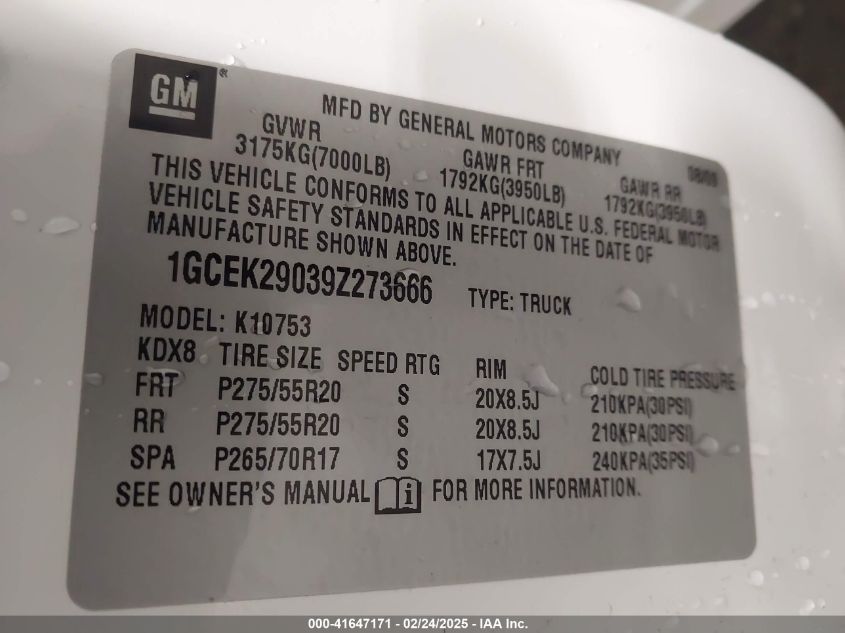 GM®
MFD BY GENERAL MOTORS COMPANY 08/09
GVWR GAWR FRT GAWR RR
3175KG(7000LB) 1792KG(3950LB) 1792KG(3950LB)
THIS VEHICLE CONFORMS TO ALL APPLICABLE U.S. FEDERAL MOTOR
VEHICLE SAFETY STANDARDS IN EFFECT ON THE DATE OF
MANUFACTURE SHOWN ABOVE.
1GCEK29039Z273666 TYPE: TRUCK
MODEL: K10753
KDX8 TIRE SIZE SPEED RTG RIM COLD TIRE PRESSURE
FRT P275/55R20 S 20X8.5J 210KPA(30PSI)
RR P275/55R20 S 20X8.5J 210KPA(30PSI)
SPA P265/70R17 S 17X7.5J 240KPA(35PSI)
SEE OWNER'S MANUAL i FOR MORE INFORMATION.
000-41647171 - 02/24/2025 - IAA Inc.